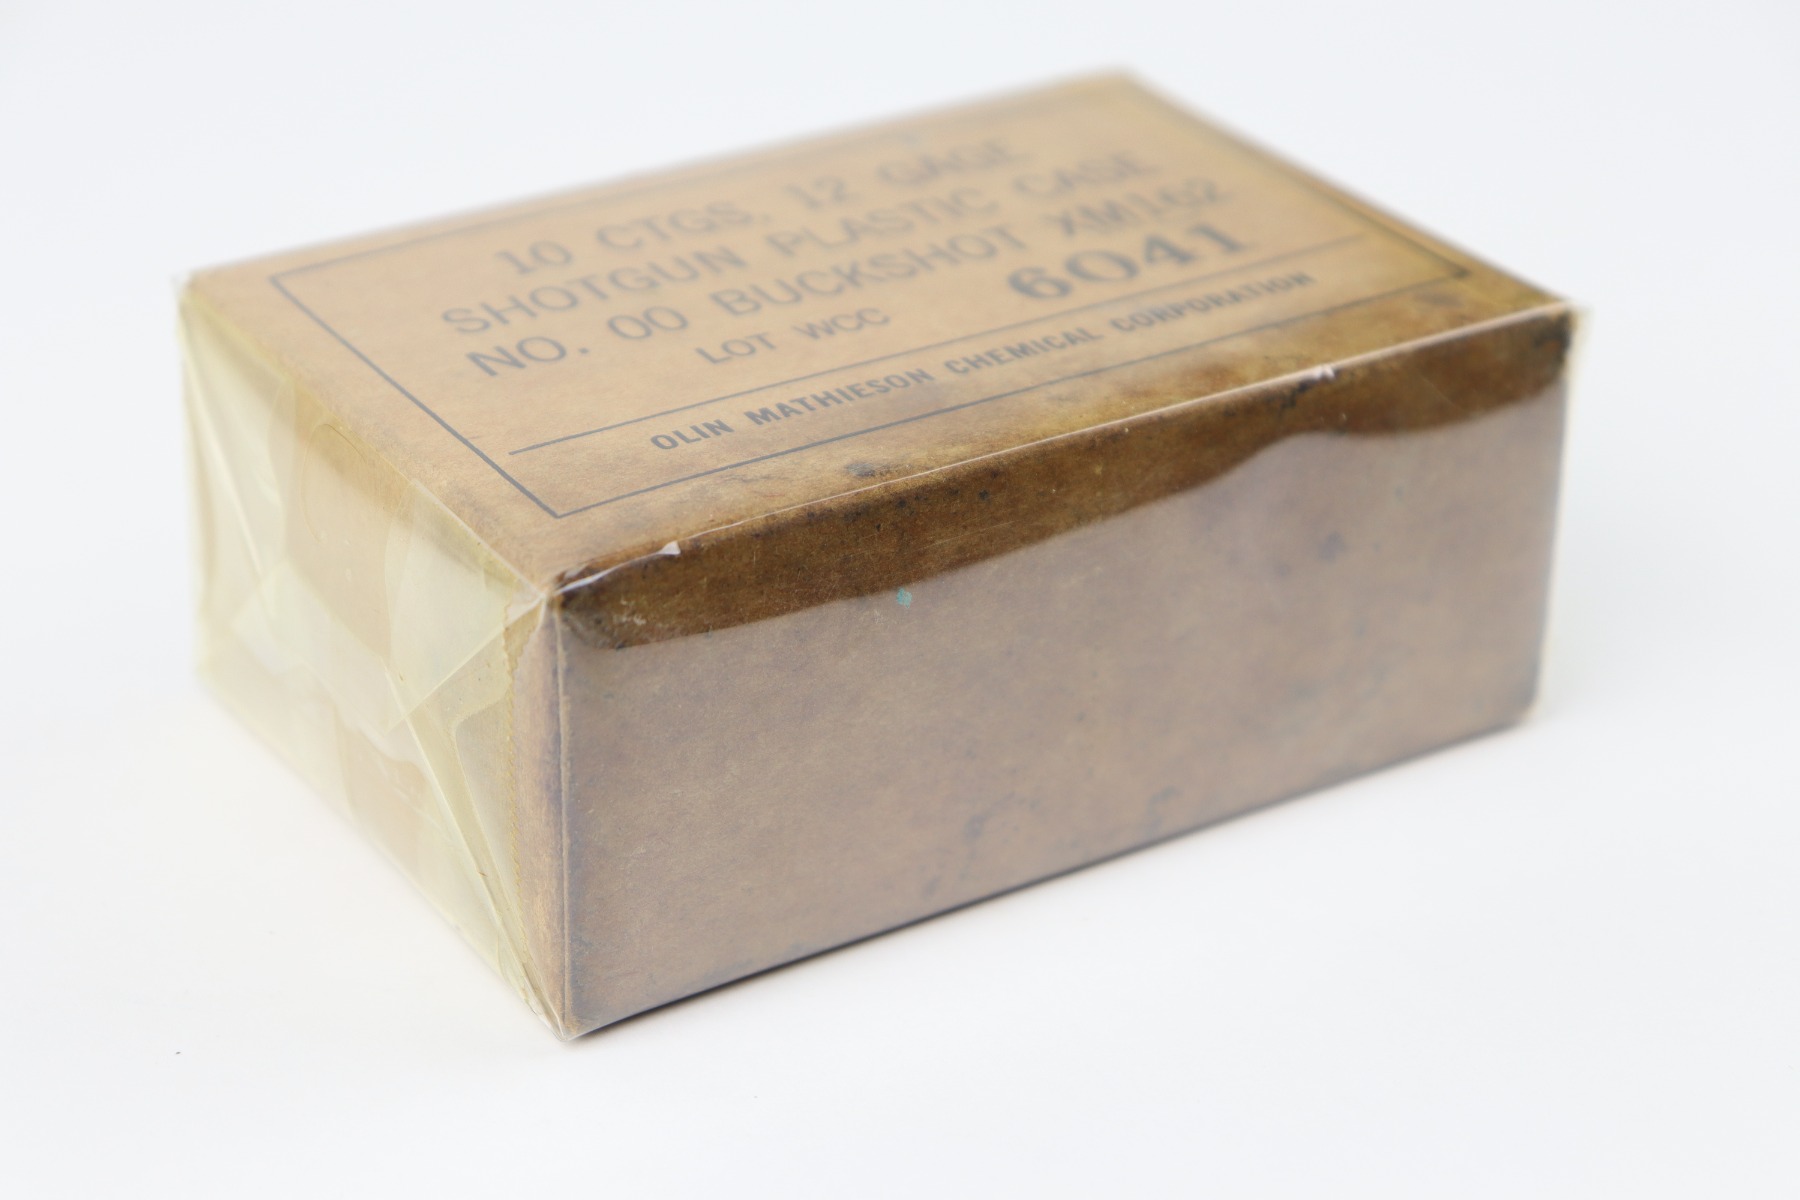 10 CTGS. 12 GAGE
SHOTGUN PLASTIC CASE
NO. 00 BUCKSHOT XM162
LOT WCC 6041
OLIN MATHIESON CHEMICAL CORPORATION